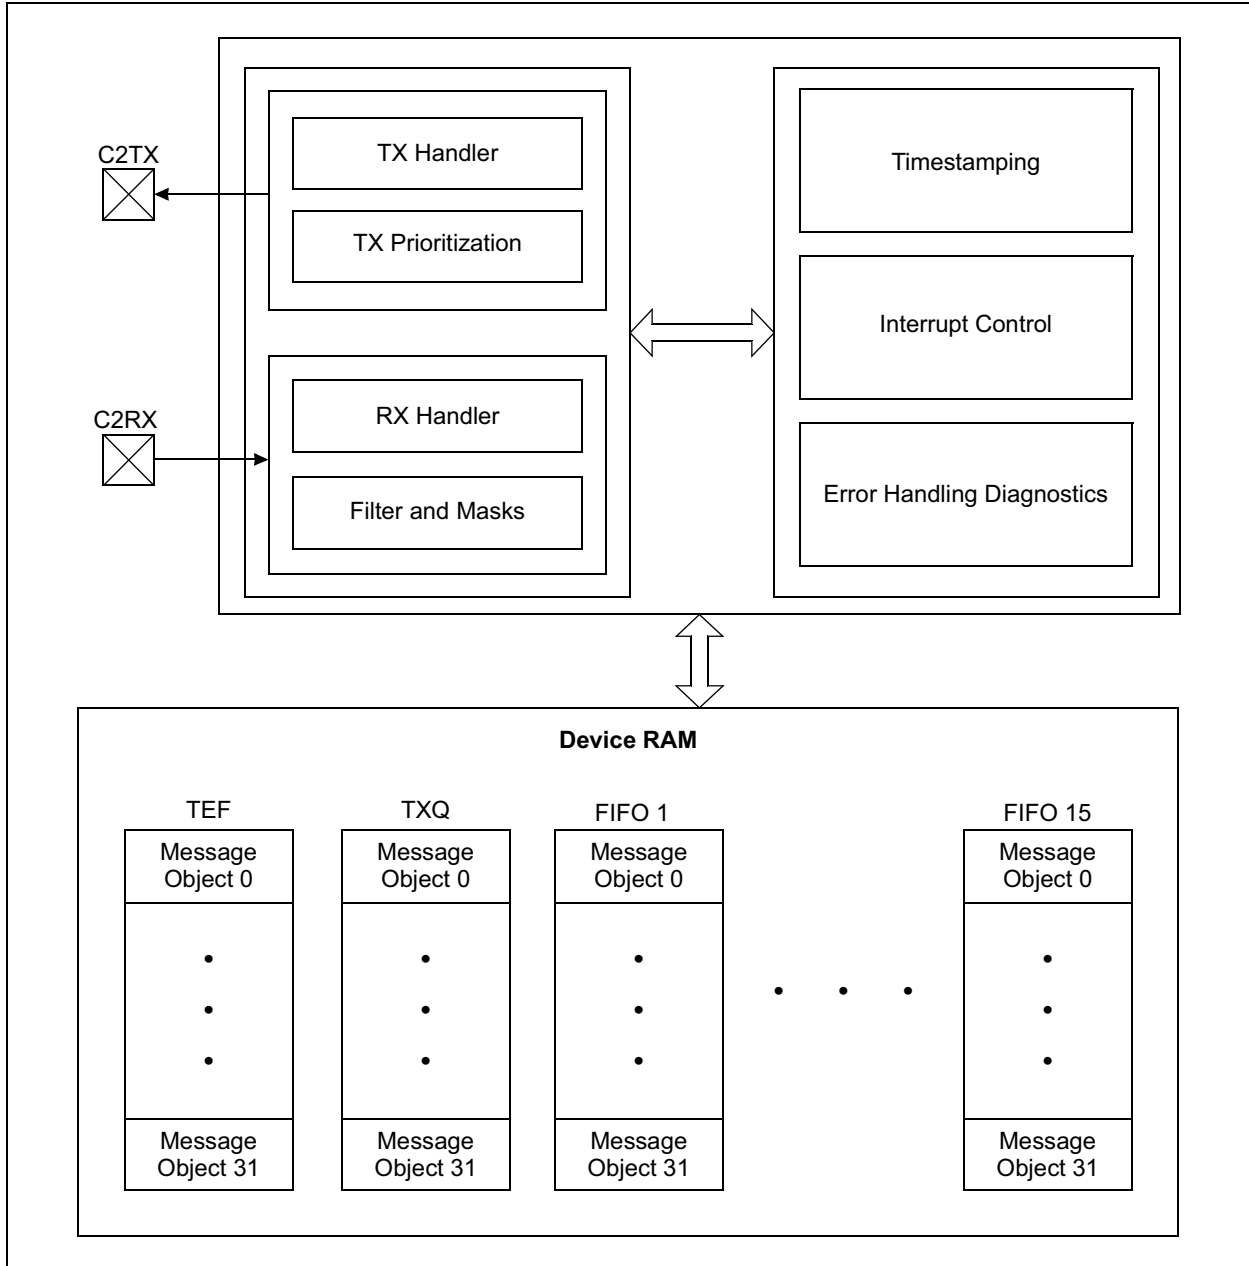 C2TX
TX Handler
TX Prioritization
C2RX
RX Handler
Filter and Masks
Timestamping
Interrupt Control
Error Handling Diagnostics
Device RAM
TEF
Message
Object 0
Message
Object 31
TXQ
Message
Object 0
Message
Object 31
FIFO 1
Message
Object 0
Message
Object 31
FIFO 15
Message
Object 0
Message
Object 31